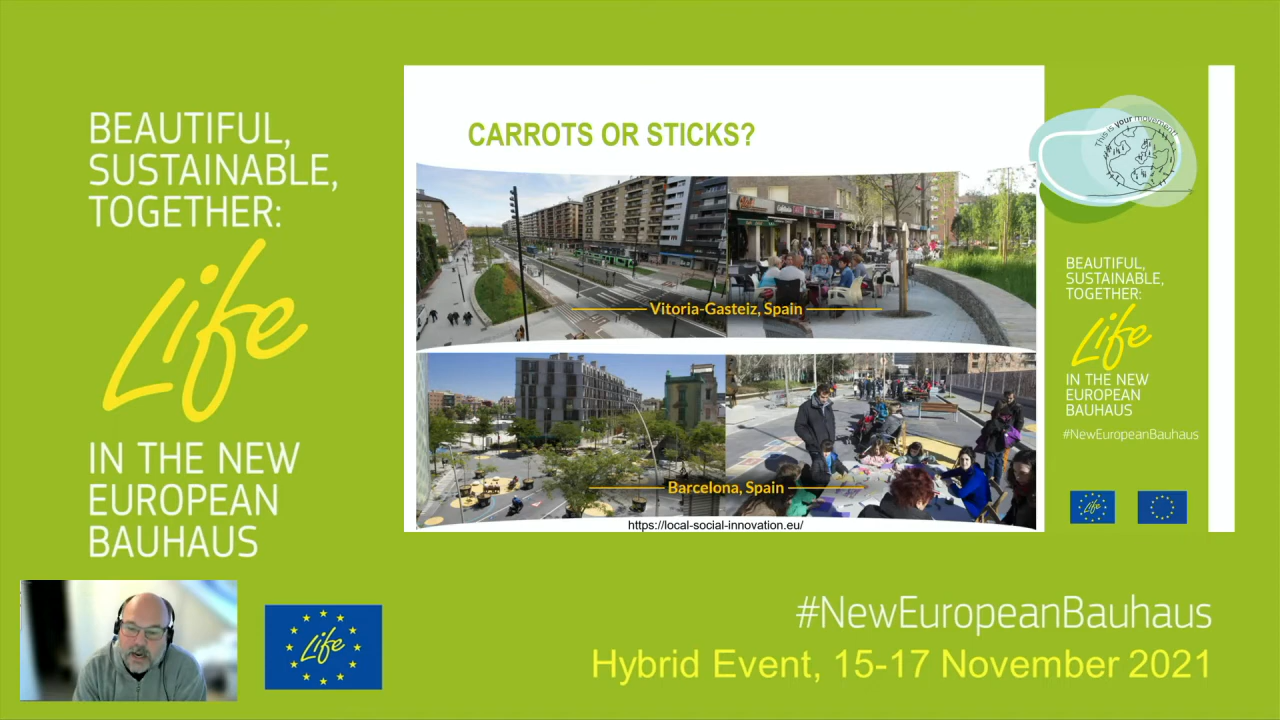 BEAUTIFUL,
SUSTAINABLE,
TOGETHER:
Life
IN THE NEW
EUROPEAN
BAUHAUS
CARROTS OR STICKS?
Vitoria-Gasteiz, Spain
Barcelona, Spain
https://local-social-innovation.eu/
This is your movement!
BEAUTIFUL,
SUSTAINABLE,
TOGETHER:
Life
IN THE NEW
EUROPEAN
BAUHAUS
#NewEuropeanBauhaus
Life
Life
#NewEuropeanBauhaus
Hybrid Event, 15-17 November 2021